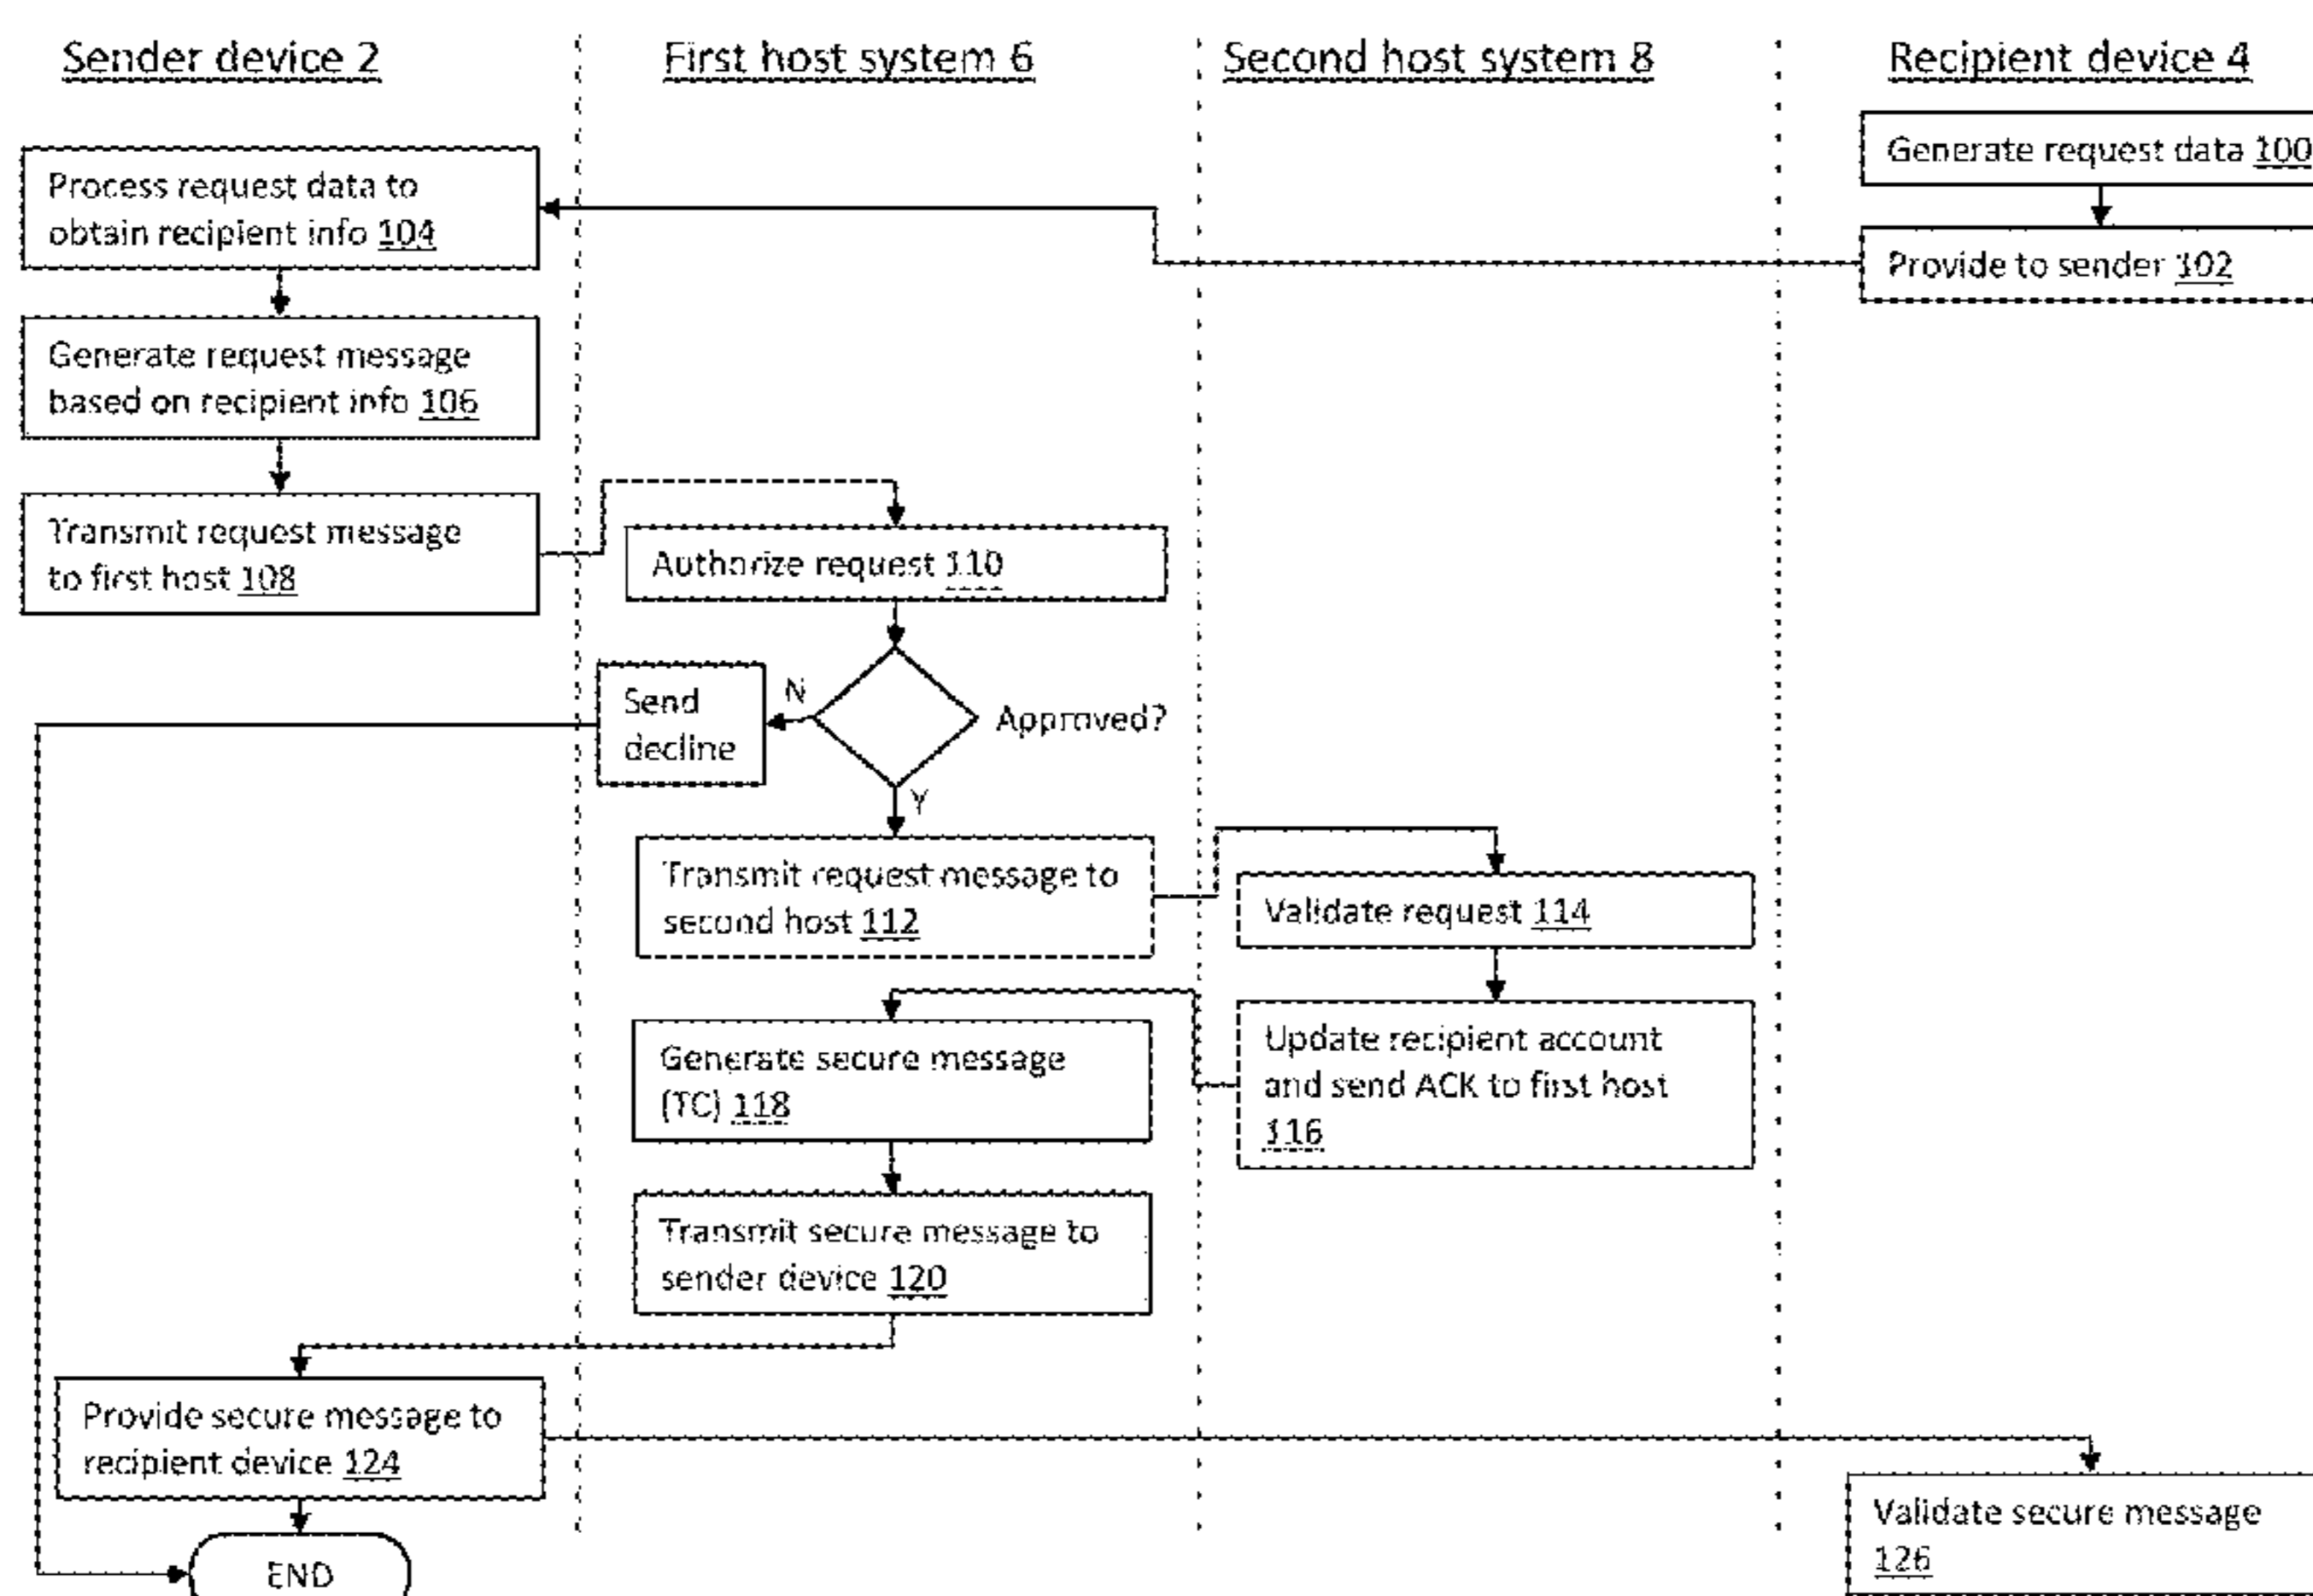 Sender device 2
First host system 6
Second host system 8
Recipient device 4
Generate request data 100
Process request data to
obtain recipient info 104
Provide to sender 102
Generate request message
based on recipient info 106
Transmit request message
to first host 108
Authorize request 110
Send
decline
N
Approved?
Y
Transmit request message to
second host 112
Validate request 114
Generate secure message
(TC) 118
Update recipient account
and send ACK to first host
116
Transmit secure message to
sender device 120
Provide secure message to
recipient device 124
Validate secure message
126
END